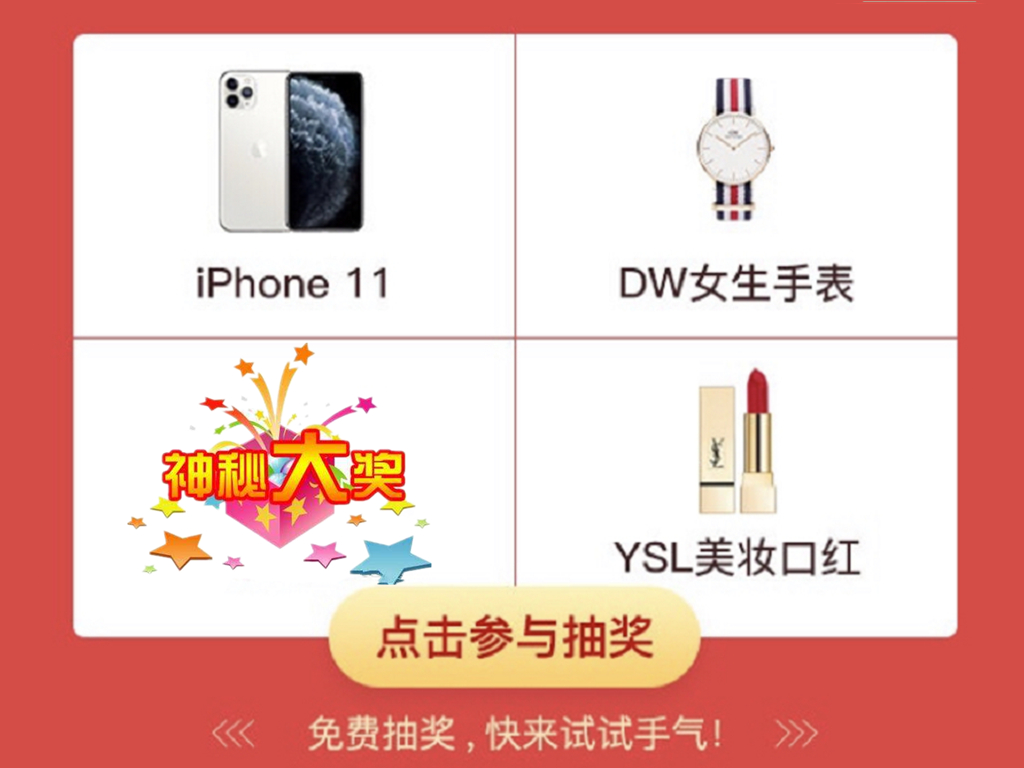 iPhone 11
DW女生手表
神秘大奖
YSL美妆口红
点击参与抽奖
免费抽奖，快来试试手气！